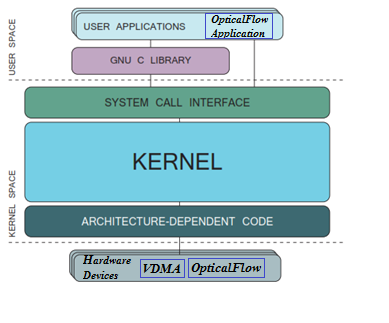 USER SPACE
USER APPLICATIONS
OpticalFlow
Application
GNU C LIBRARY
KERNEL SPACE
SYSTEM CALL INTERFACE
KERNEL
ARCHITECTURE-DEPENDENT CODE
Hardware
Devices
VDMA
OpticalFlow